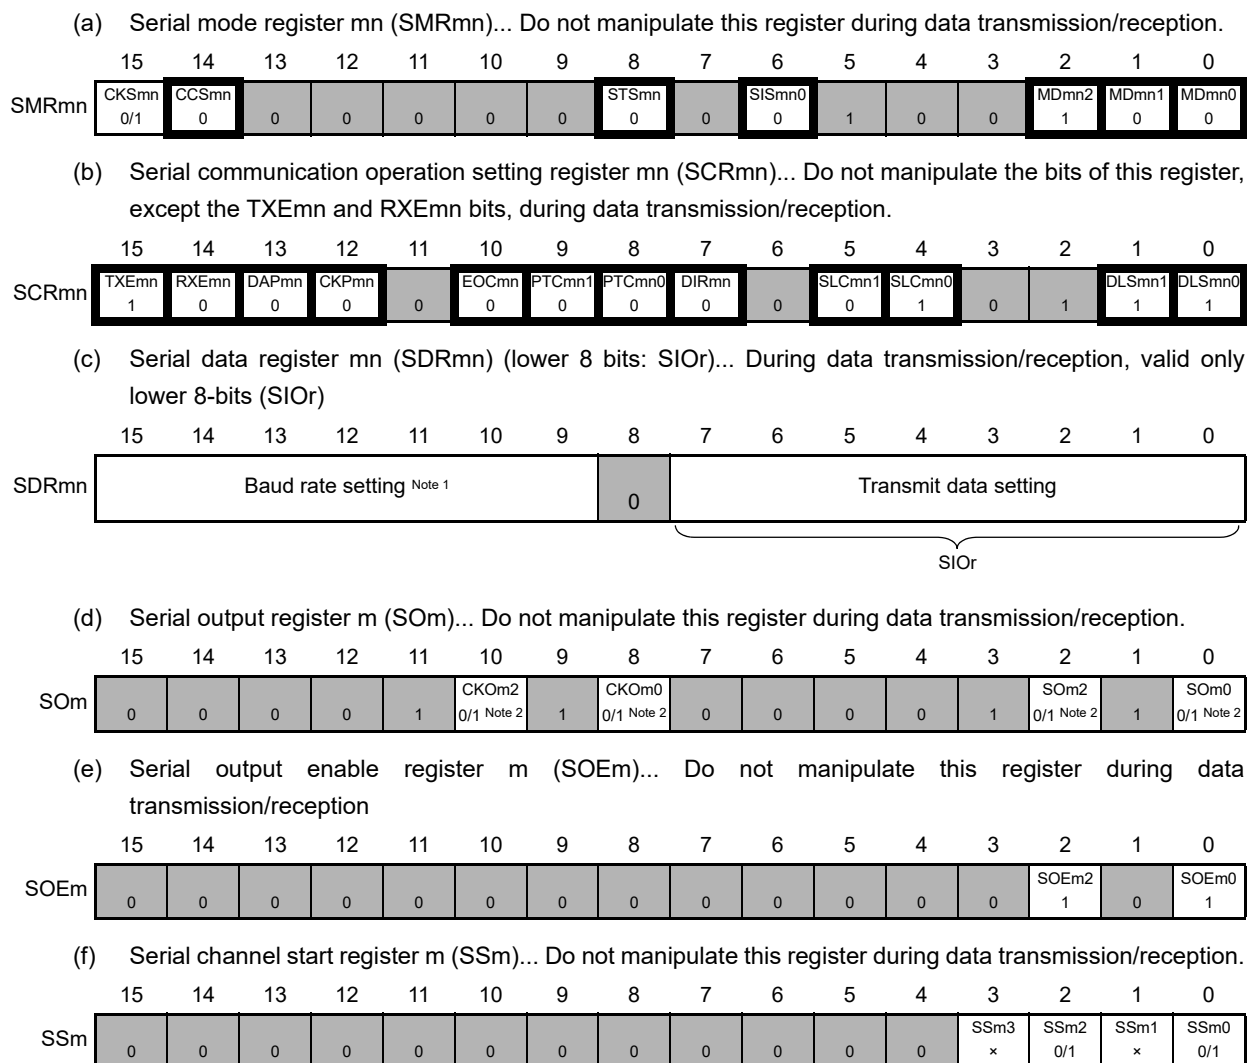 (a) Serial mode register mn (SMRmn)... Do not manipulate this register during data transmission/reception.
15 14 13 12 11 10 9 8 7 6 5 4 3 2 1 0
CKSmn CCSmn STSmn SISmn0 MDmn2 MDmn1 MDmn0
SMRmn 0/1 0 0 0 0 0 0 0 0 0 1 0 0 1 0 0
(b) Serial communication operation setting register mn (SCRmn)... Do not manipulate the bits of this register,
except the TXEmn and RXEmn bits, during data transmission/reception.
15 14 13 12 11 10 9 8 7 6 5 4 3 2 1 0
TXEmn RXEmn DAPmn CKPmn EOCmn PTCmn1 PTCmn0 DIRmn SLCmn1 SLCmn0 DLSmn1 DLSmn0
SCRmn 1 0 0 0 0 0 0 0 0 0 0 1 0 1 1 1
(c) Serial data register mn (SDRmn) (lower 8 bits: SIOr)... During data transmission/reception, valid only
lower 8-bits (SIOr)
15 14 13 12 11 10 9 8 7 6 5 4 3 2 1 0
SDRmn Baud rate setting Note 1 0 Transmit data setting
SIOr
(d) Serial output register m (SOm)... Do not manipulate this register during data transmission/reception.
15 14 13 12 11 10 9 8 7 6 5 4 3 2 1 0
CKOm2 CKOm0 SOm2 SOm0
SOm 0 0 0 0 1 0/1 Note 2 1 0/1 Note 2 0 0 0 0 1 0/1 Note 2 1 0/1 Note 2
(e) Serial output enable register m (SOEm)... Do not manipulate this register during data
transmission/reception
15 14 13 12 11 10 9 8 7 6 5 4 3 2 1 0
SOEm2 SOEm0
SOEm 0 0 0 0 0 0 0 0 0 0 0 0 0 1 0 1
(f) Serial channel start register m (SSm)... Do not manipulate this register during data transmission/reception.
15 14 13 12 11 10 9 8 7 6 5 4 3 2 1 0
SSm3 SSm2 SSm1 SSm0
SSm 0 0 0 0 0 0 0 0 0 0 0 0 × 0/1 × 0/1